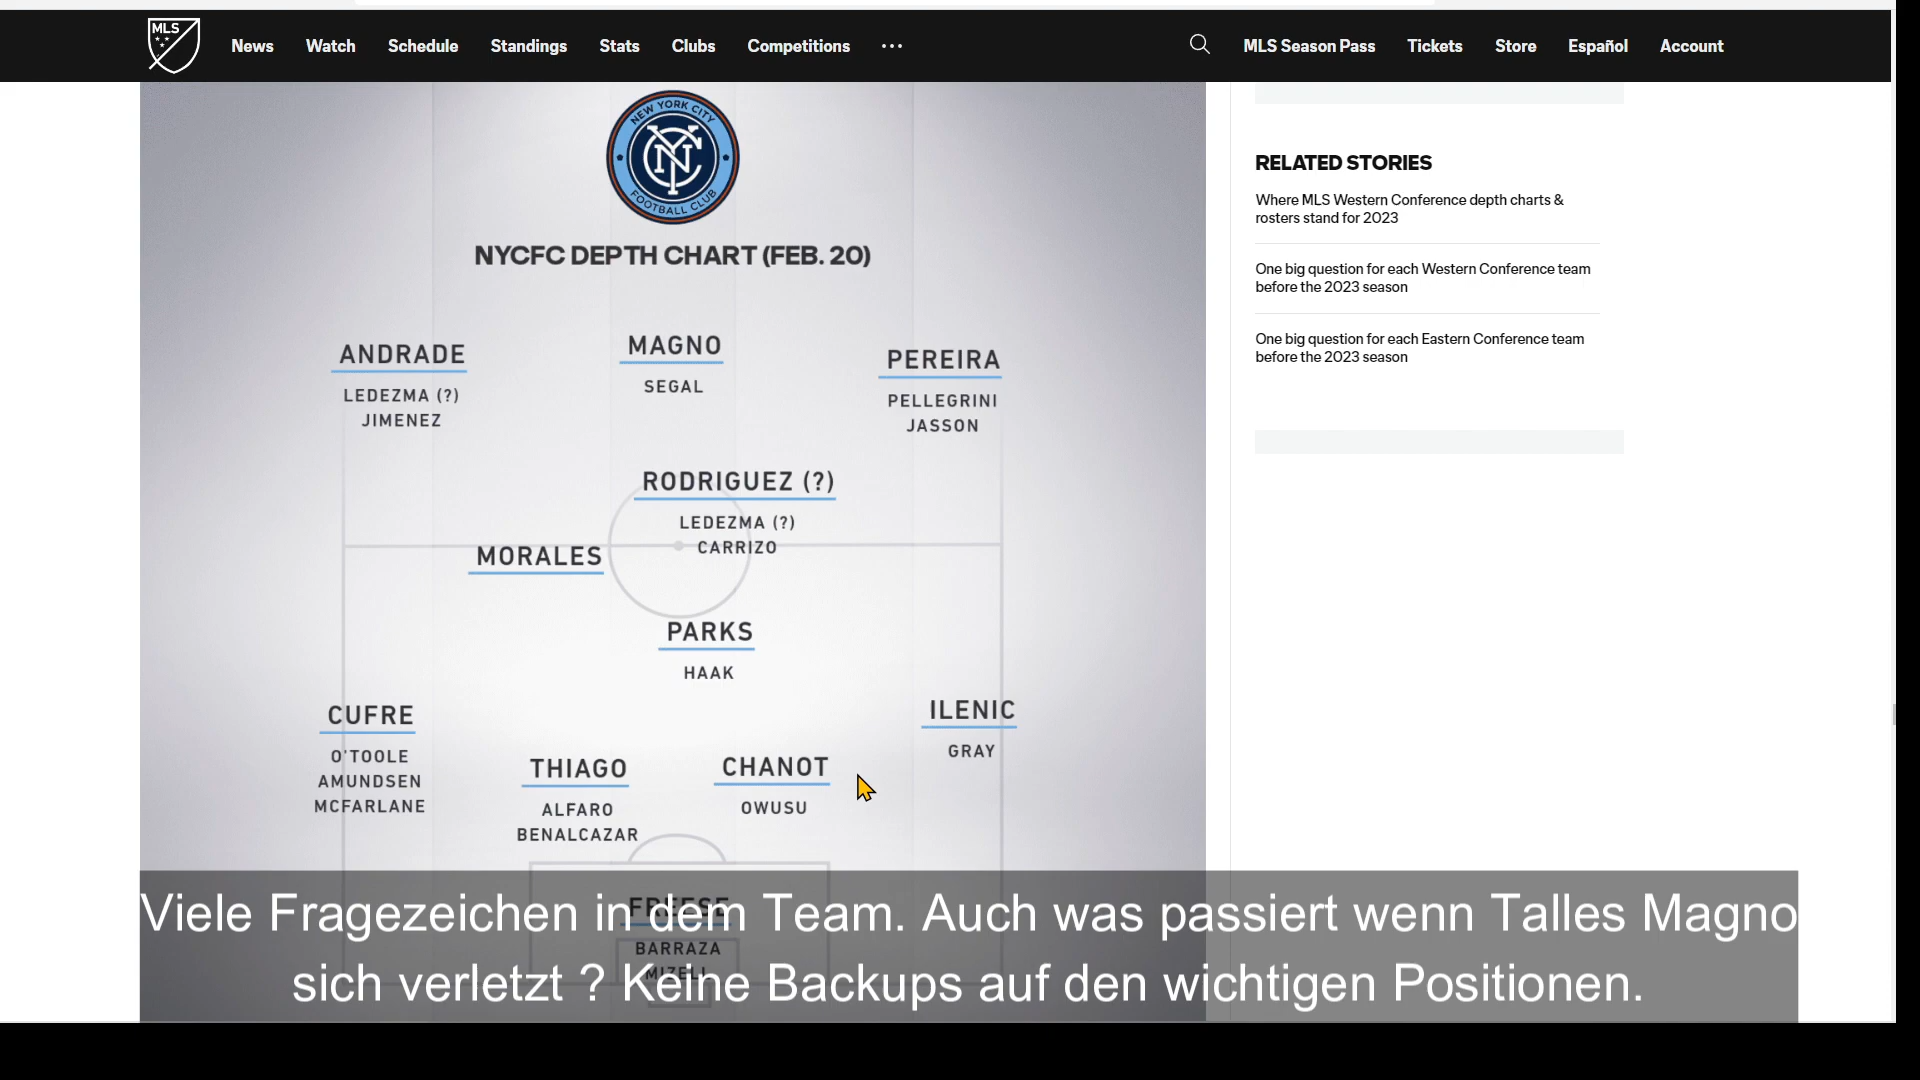 MLS
News
Watch
Schedule
Standings
Stats
Clubs
Competitions
MLS Season Pass
Tickets
Store
Español
Account
NEW YORK CITY
NYC
FOOTBALL CLUB
NYCFC DEPTH CHART (FEB. 20)
ANDRADE
LEDEZMA (?)
JIMENEZ
MAGNO
SEGAL
PEREIRA
PELLEGRINI
JASSON
RODRIGUEZ (?)
LEDEZMA (?)
CARRIZO
MORALES
PARKS
HAAK
CUFRE
O'TOOLE
AMUNDSEN
MCFARLANE
THIAGO
ALFARO
BENALCAZAR
CHANOT
OWUSU
ILENIC
GRAY
FREESE
BARRAZA
MIZELL
RELATED STORIES
Where MLS Western Conference depth charts &
rosters stand for 2023
One big question for each Western Conference team
before the 2023 season
One big question for each Eastern Conference team
before the 2023 season
Viele Fragezeichen in dem Team. Auch was passiert wenn Talles Magno
sich verletzt ? Keine Backups auf den wichtigen Positionen.